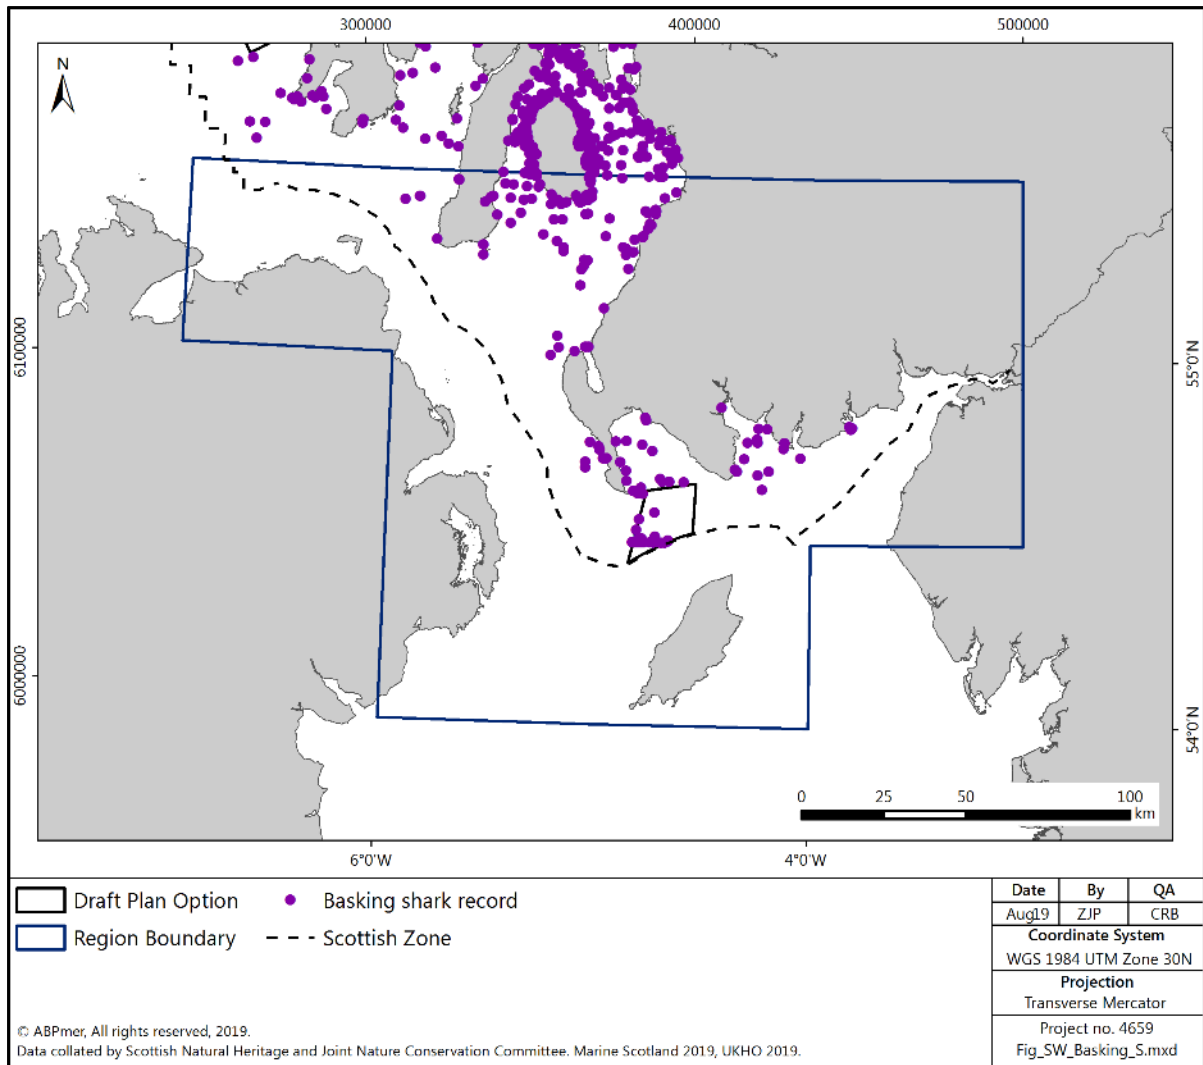 300000 400000 500000
N
6100000
55°0'N
6000000
54°0'N
0 25 50 100
km
6°0'W 4°0'W
Draft Plan Option
Basking shark record
Region Boundary
Scottish Zone
Date By QA
Aug19 ZJP CRB
Coordinate System
WGS 1984 UTM Zone 30N
Projection
Transverse Mercator
Project no. 4659
Fig_SW_Basking_S.mxd
© ABPmer, All rights reserved, 2019.
Data collated by Scottish Natural Heritage and Joint Nature Conservation Committee. Marine Scotland 2019, UKHO 2019.